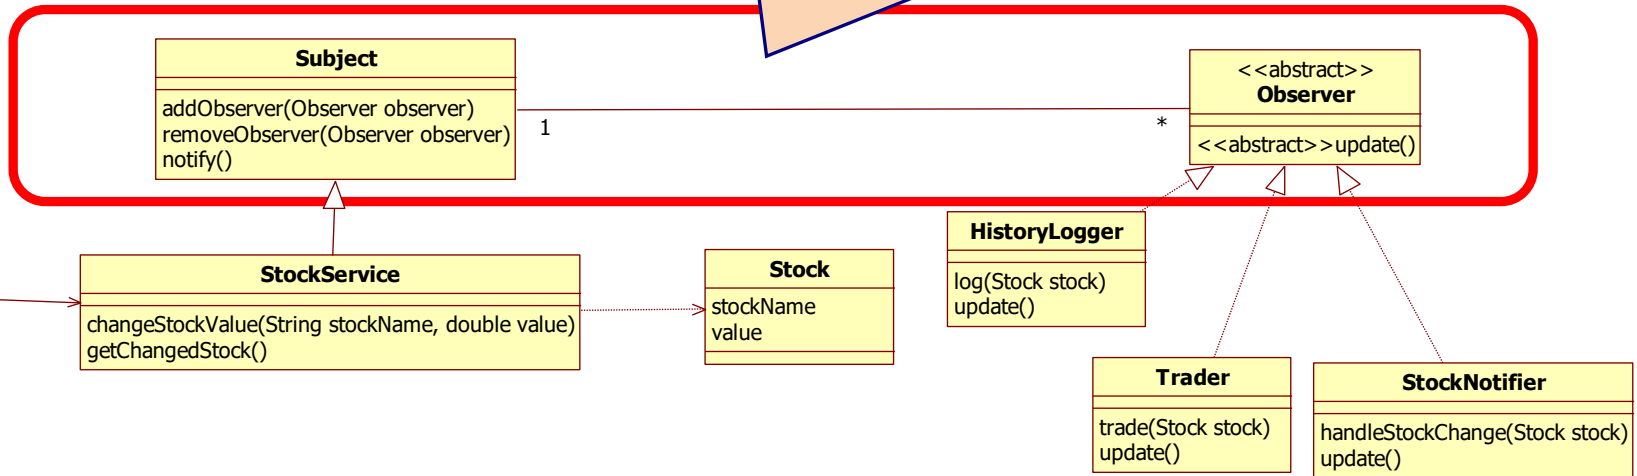 Subject
addObserver(Observer observer)
removeObserver(Observer observer)
notify()
1
*
<<abstract>>
Observer
<<abstract>>update()
StockService
changeStockValue(String stockName, double value)
getChangedStock()
Stock
stockName
value
HistoryLogger
log(Stock stock)
update()
Trader
trade(Stock stock)
update()
StockNotifier
handleStockChange(Stock stock)
update()